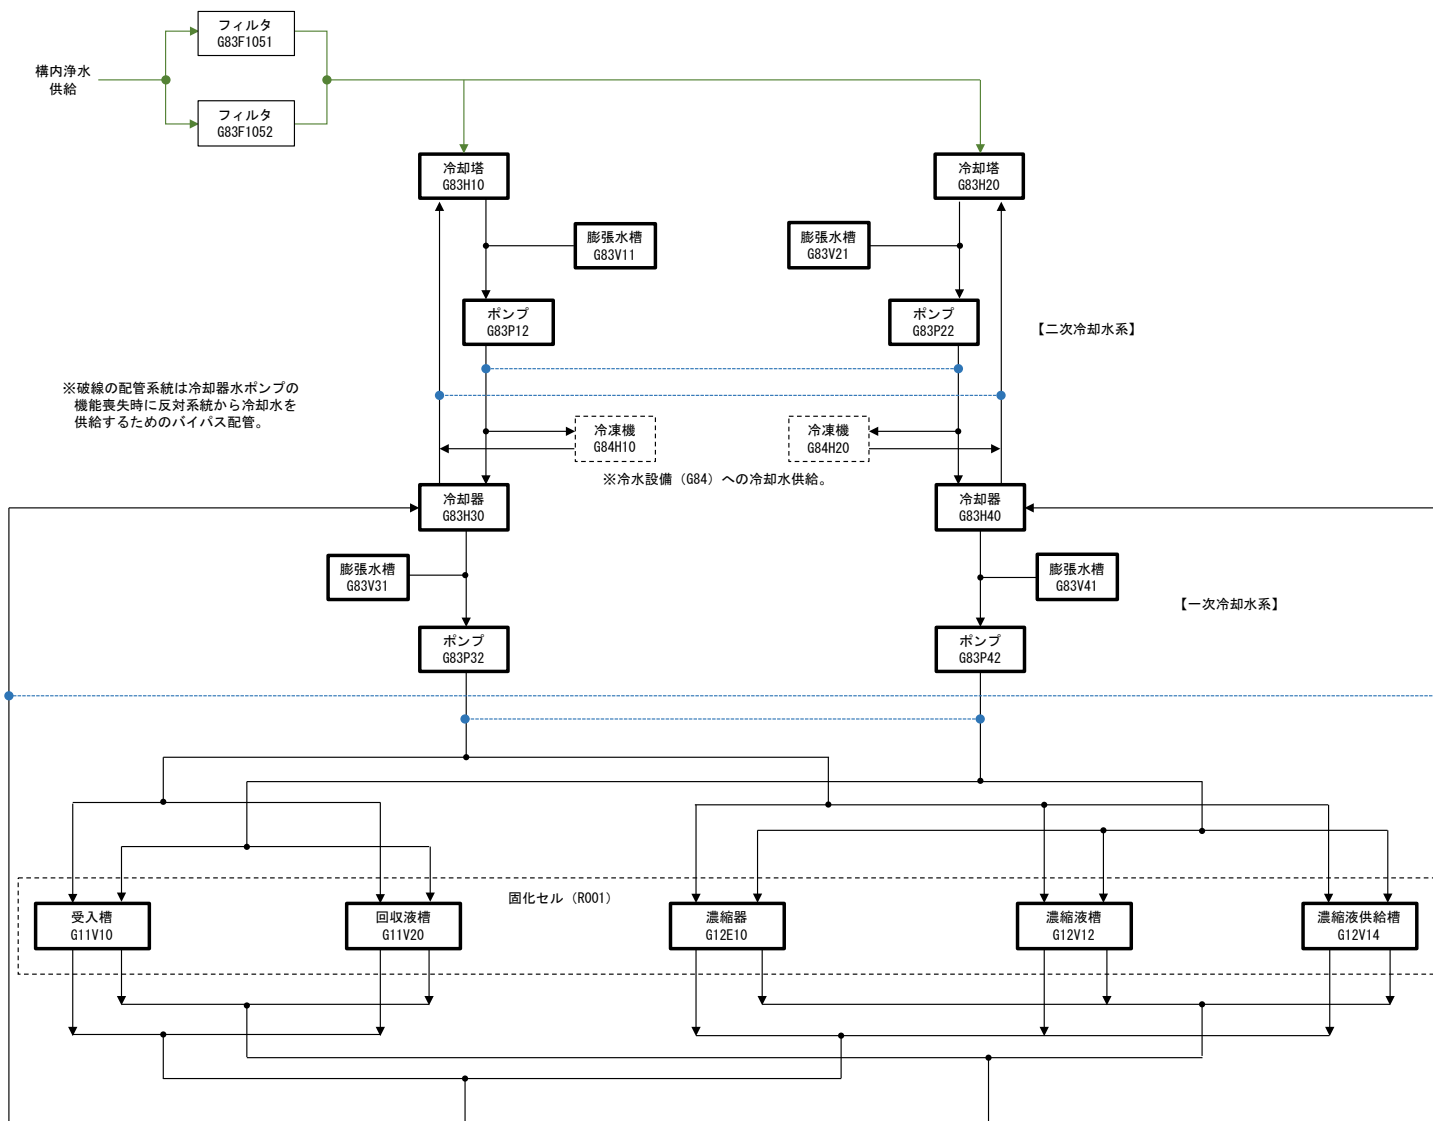 フィルタ
G83F1051
構内浄水
供給
フィルタ
G83F1052
冷却塔
G83H10
冷却塔
G83H20
膨張水槽
G83V11
膨張水槽
G83V21
ポンプ
G83P12
ポンプ
G83P22
【二次冷却水系】
※破線の配管系統は冷却器水ポンプの
機能喪失時に反対系統から冷却水を
供給するためのバイパス配管。
冷凍機
G84H10
冷凍機
G84H20
※冷水設備（G84）への冷却水供給。
冷却器
G83H30
冷却器
G83H40
膨張水槽
G83V31
膨張水槽
G83V41
【一次冷却水系】
ポンプ
G83P32
ポンプ
G83P42
固化セル（R001）
受入槽
G11V10
回収液槽
G11V20
濃縮器
G12E10
濃縮液槽
G12V12
濃縮液供給槽
G12V14